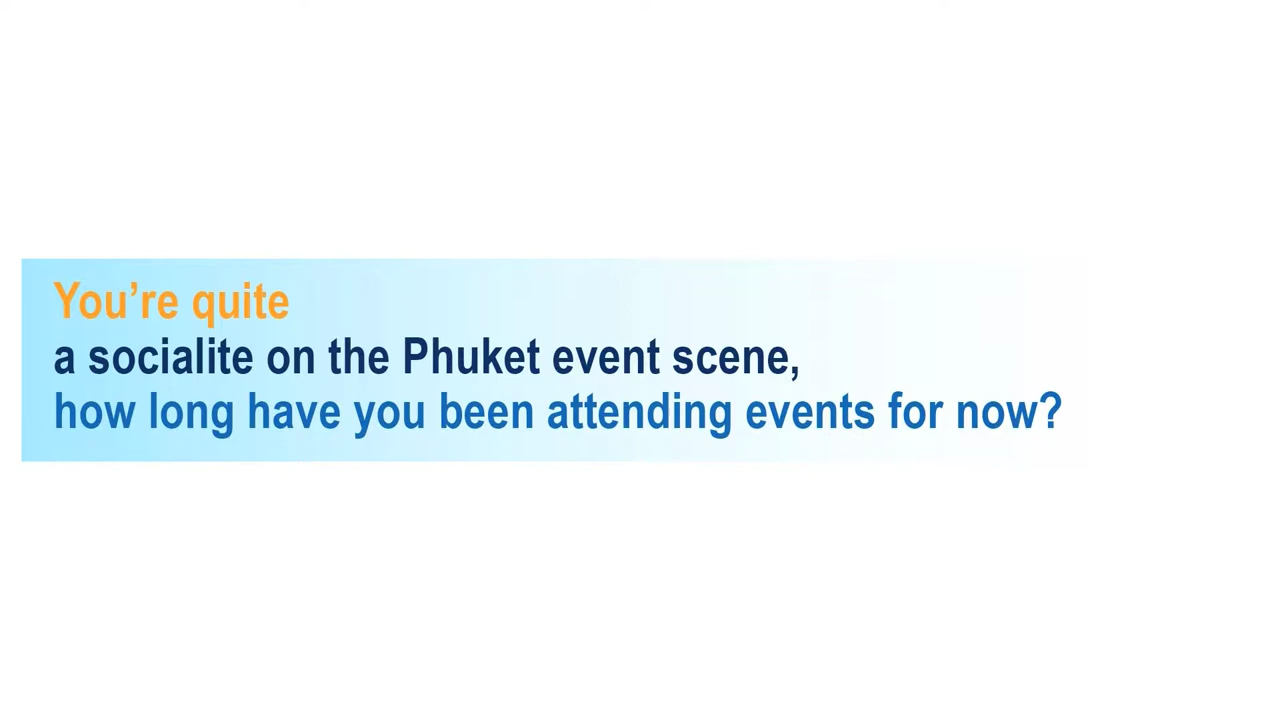 You’re quite
a socialite on the Phuket event scene,
how long have you been attending events for now?